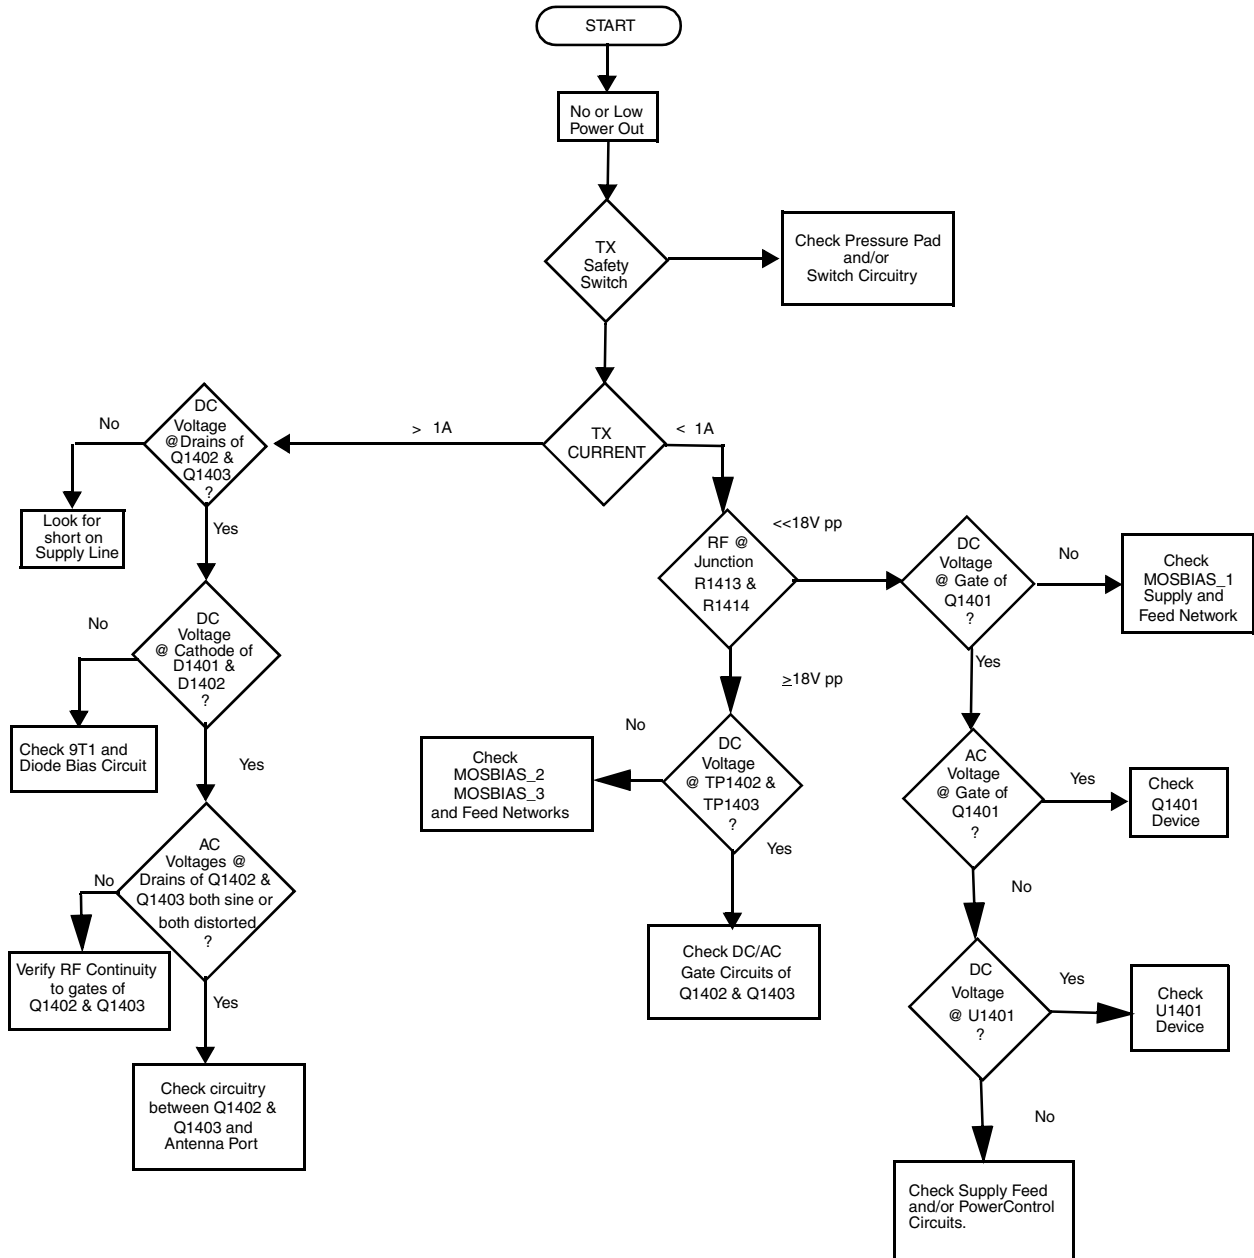 START
No or Low
Power Out
TX
Safety
Switch
Check Pressure Pad
and/or
Switch Circuitry
TX
CURRENT
> 1A
< 1A
DC
Voltage
@Drains of
Q1402 &
Q1403
?
No
Look for
short on
Supply Line
Yes
DC
Voltage
@ Cathode of
D1401 &
D1402
?
No
Check 9T1 and
Diode Bias Circuit
Yes
AC
Voltages @
Drains of Q1402 &
Q1403 both sine or
both distorted
?
No
Verify RF Continuity
to gates of
Q1402 & Q1403
Yes
Check circuitry
between Q1402 &
Q1403 and
Antenna Port
RF @
Junction
R1413 &
R1414
<<18V pp
≥18V pp
DC
Voltage
@ TP1402 &
TP1403
?
No
Check
MOSBIAS_2
MOSBIAS_3
and Feed Networks
Yes
Check DC/AC
Gate Circuits of
Q1402 & Q1403
DC
Voltage
@ Gate of
Q1401
?
No
Check
MOSBIAS_1
Supply and
Feed Network
Yes
AC
Voltage
@ Gate of
Q1401
?
Yes
Check
Q1401
Device
No
DC
Voltage
@ U1401
?
Yes
Check
U1401
Device
No
Check Supply Feed
and/or PowerControl
Circuits.